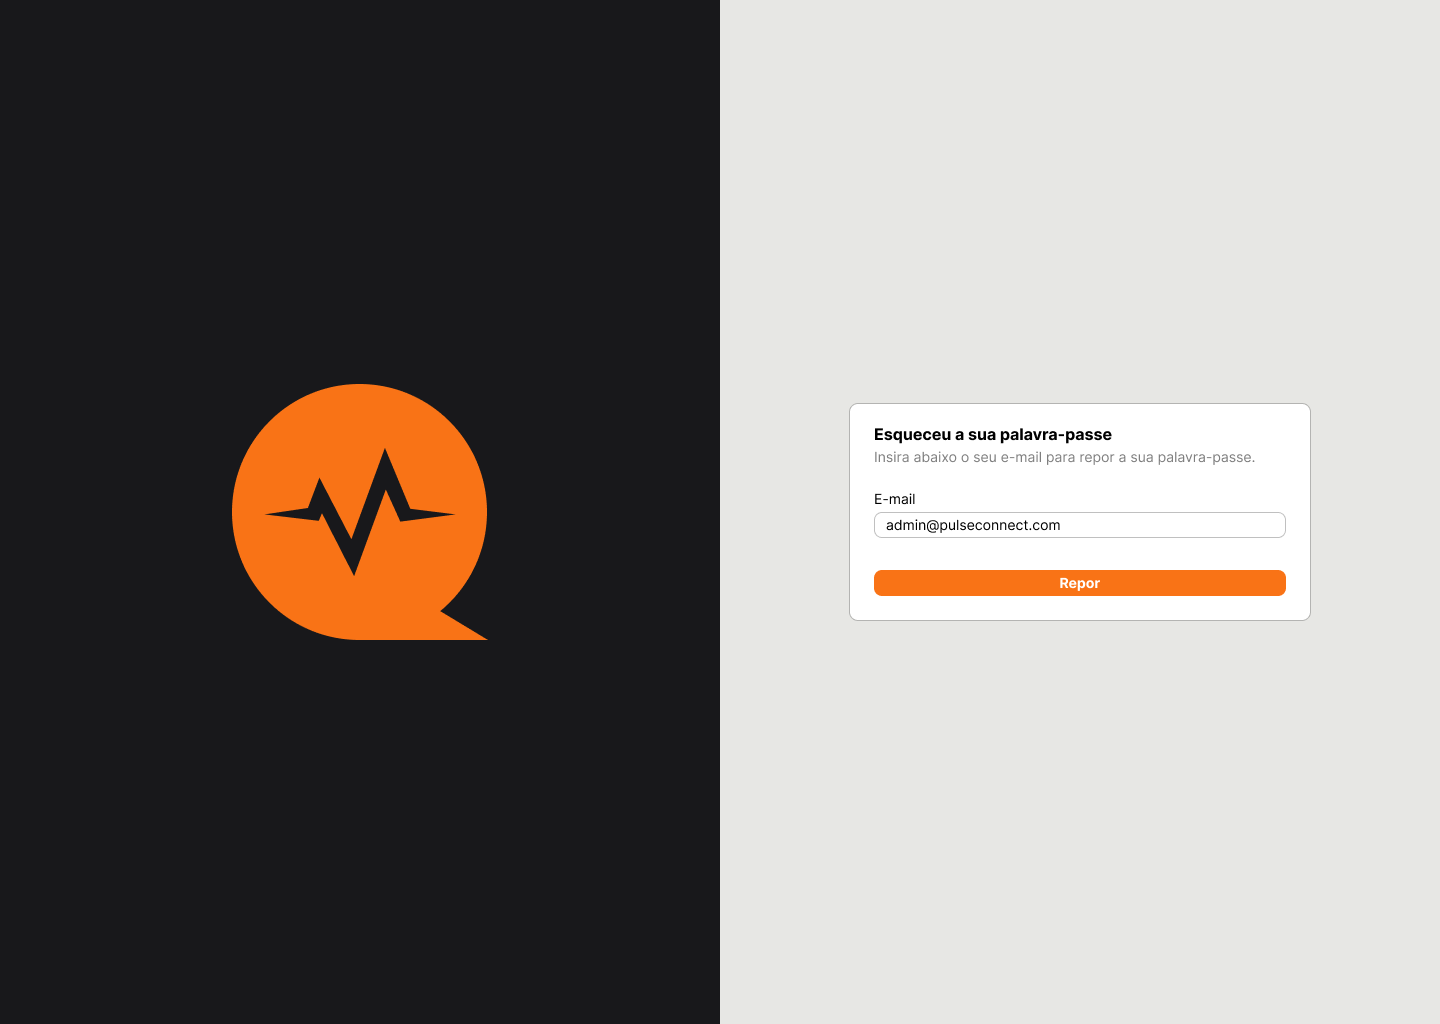 Esqueceu a sua palavra-passe
Insira abaixo o seu e-mail para repor a sua palavra-passe.
E-mail
admin@pulseconnect.com
Repor